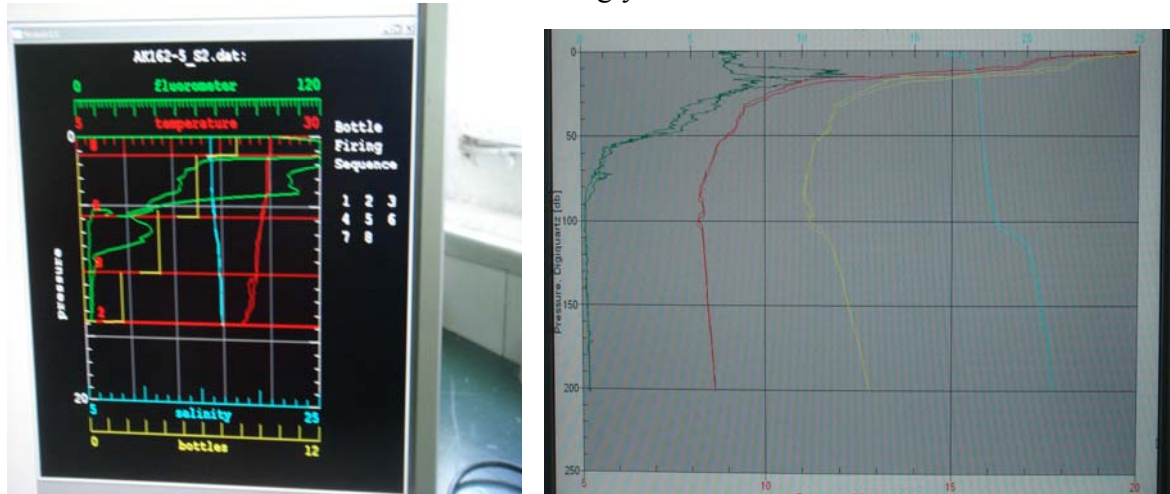 AK162-5_S2.dat:
0 fluorometer 120
5 temperature 30
0
Bottle
Firing
Sequence
1 2 3
4 5 6
7 8
pressure
2
20
5 salinity 25
0 bottles 12
0 5 10 15 20 25
0
50
100
150
200
250
Pressure, Digiquartz [db]
10 15 20